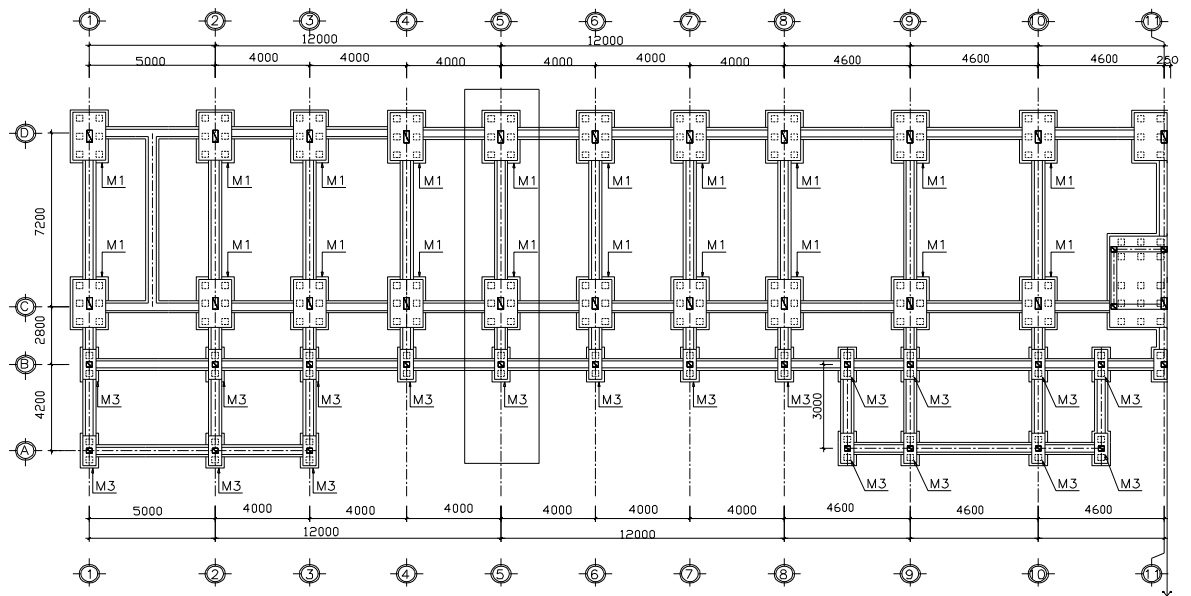 1 2 3 4 5 6 7 8 9 10 11
12000 12000
5000 4000 4000 4000 4000 4000 4000 4600 4600 4600 250
D
M1 M1 M1 M1 M1 M1 M1 M1 M1 M1
7200
M1 M1 M1 M1 M1 M1 M1 M1 M1 M1
C
2800
B
M3 M3 M3 M3 M3 M3 M3 M3 M3 M3 M3 M3
4200
3000
A
M3 M3 M3 M3 M3 M3 M3
5000 4000 4000 4000 4000 4000 4000 4600 4600 4600
12000 12000
1 2 3 4 5 6 7 8 9 10 11